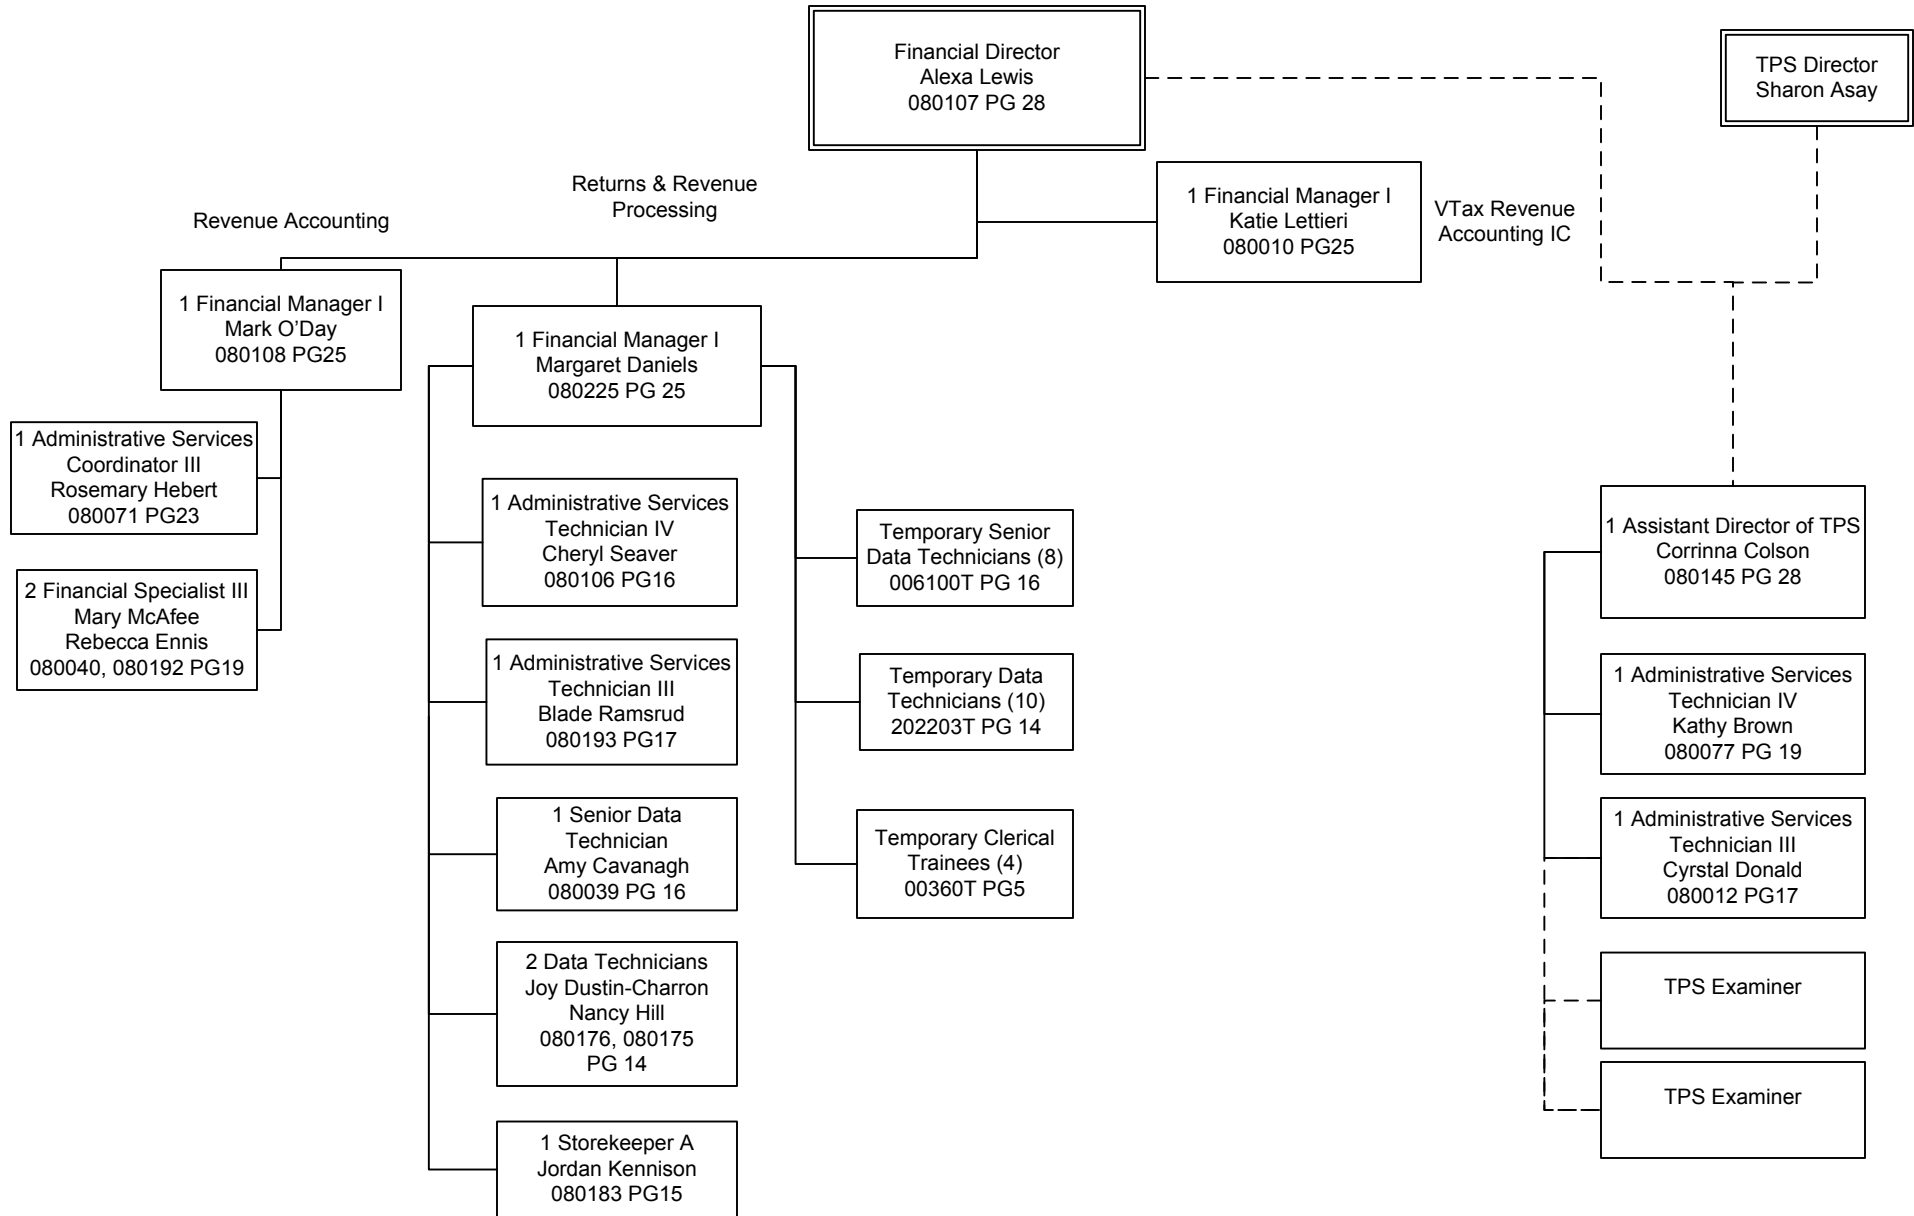 Financial Director
Alexa Lewis
080107 PG 28
TPS Director
Sharon Asay
Returns & Revenue
Processing
Revenue Accounting
1 Financial Manager I
Katie Lettieri
080010 PG25
VTax Revenue
Accounting IC
1 Financial Manager I
Mark O’Day
080108 PG25
1 Financial Manager I
Margaret Daniels
080225 PG 25
1 Administrative Services
Coordinator III
Rosemary Hebert
080071 PG23
2 Financial Specialist III
Mary McAfee
Rebecca Ennis
080040, 080192 PG19
1 Administrative Services
Technician IV
Cheryl Seaver
080106 PG16
1 Administrative Services
Technician III
Blade Ramsrud
080193 PG17
1 Senior Data
Technician
Amy Cavanagh
080039 PG 16
2 Data Technicians
Joy Dustin-Charron
Nancy Hill
080176, 080175
PG 14
1 Storekeeper A
Jordan Kennison
080183 PG15
Temporary Senior
Data Technicians (8)
006100T PG 16
Temporary Data
Technicians (10)
202203T PG 14
Temporary Clerical
Trainees (4)
00360T PG5
1 Assistant Director of TPS
Corrinna Colson
080145 PG 28
1 Administrative Services
Technician IV
Kathy Brown
080077 PG 19
1 Administrative Services
Technician III
Cyrstal Donald
080012 PG17
TPS Examiner
TPS Examiner